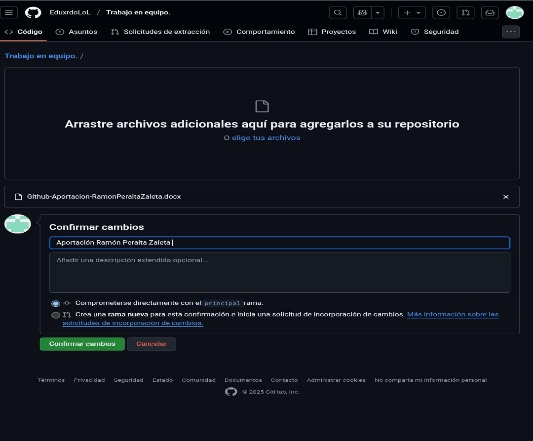 EduxrdoLoL / Trabajo en equipo.
Código Asuntos Solicitudes de extracción Comportamiento Proyectos Wiki Seguridad ...
Trabajo en equipo. /
Arrastre archivos adicionales aquí para agregarlos a su repositorio
O elige tus archivos
Github-Aportacion-RamonPeraltaZaleta.docx
Confirmar cambios
Aportación Ramón Peralta Zaleta
Añadir una descripción extendida opcional...
Comprometerse directamente con el principal rama.
Crea una rama nueva para esta confirmación e inicia una solicitud de incorporación de cambios. Más información sobre las
solicitudes de incorporación de cambios.
Confirmar cambios Cancelar
Términos Privacidad Seguridad Estado Comunidad Documentos Contacto Administrar cookies No comparta mi información personal
© 2025 GitHub, Inc.